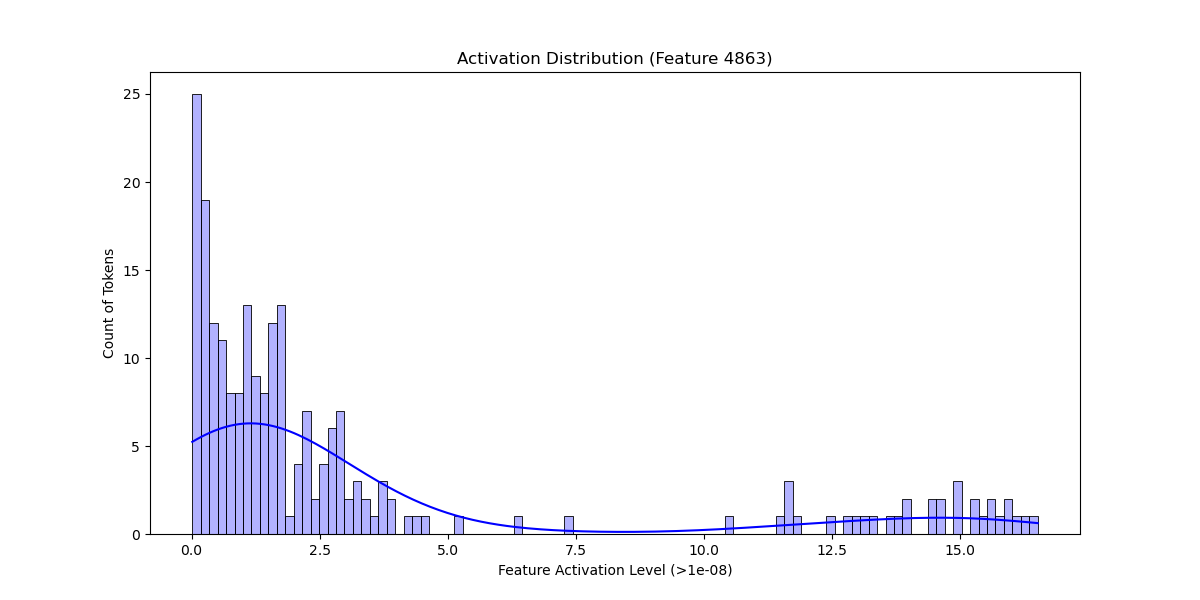 Activation Distribution (Feature 4863)
Count of Tokens
25
20
15
10
5
0
0.0 2.5 5.0 7.5 10.0 12.5 15.0
Feature Activation Level (>1e-08)